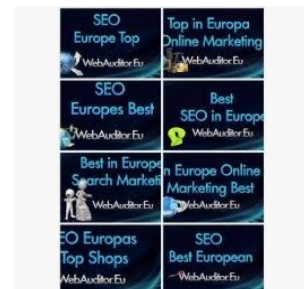 SEO
Europe Top
WebAuditor.Eu
Top in Europa
Online Marketing
WebAuditor.Eu
SEO
Europes Best
WebAuditor.Eu
Best
SEO in Europe
WebAuditor.Eu
Best in Europe
Search Marketi
WebAuditor.Eu
n Europe Online
Marketing Best
WebAuditor.Eu
EO Europas
Top Shops
WebAuditor.Eu
SEO
Best European
WebAuditor.Eu